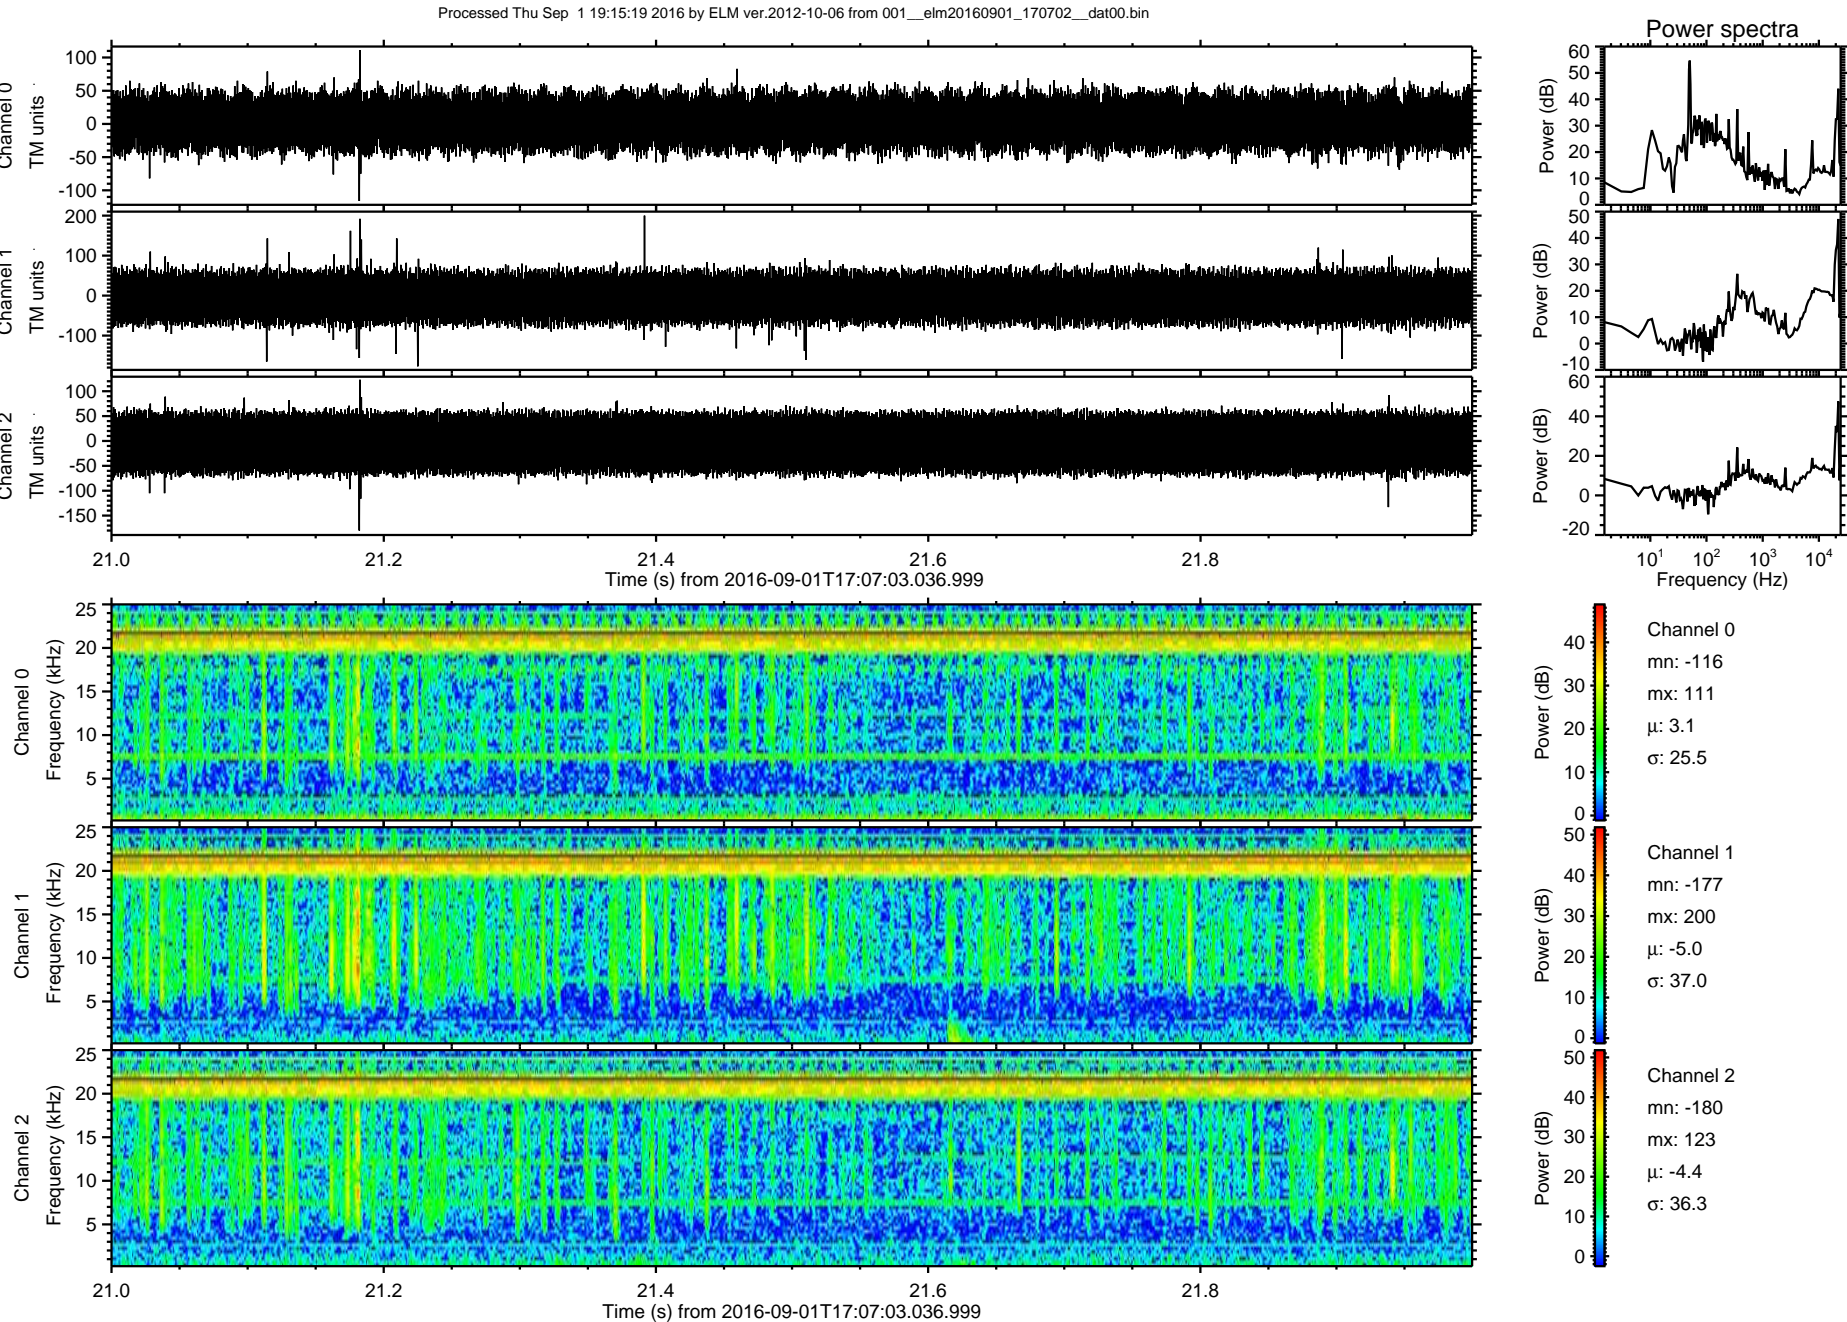 Processed Thu Sep 1 19:15:19 2016 by ELM ver.2012-10-06 from 001__elm20160901_170702__dat00.bin
Power spectra
Channel 0
TM units
100
50
0
-50
-100
Power (dB)
60
50
40
30
20
10
0
Channel 1
TM units
200
100
0
-100
Power (dB)
50
40
30
20
10
0
-10
Channel 2
TM units
100
50
0
-50
-100
-150
Power (dB)
60
40
20
0
-20
21.0 21.2 21.4 21.6 21.8
Time (s) from 2016-09-01T17:07:03.036.999
10¹ 10² 10³ 10⁴
Frequency (Hz)
Channel 0
Frequency (kHz)
25
20
15
10
5
Power (dB)
40
30
20
10
0
Channel 0
mn: -116
mx: 111
μ: 3.1
σ: 25.5
Channel 1
Frequency (kHz)
25
20
15
10
5
Power (dB)
50
40
30
20
10
0
Channel 1
mn: -177
mx: 200
μ: -5.0
σ: 37.0
Channel 2
Frequency (kHz)
25
20
15
10
5
Power (dB)
50
40
30
20
10
0
Channel 2
mn: -180
mx: 123
μ: -4.4
σ: 36.3
21.0 21.2 21.4 21.6 21.8
Time (s) from 2016-09-01T17:07:03.036.999